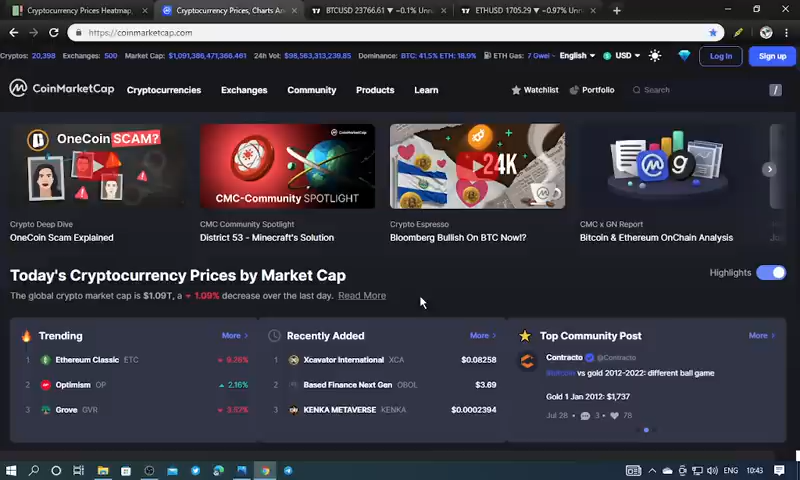 Cryptocurrency Prices Heatmap,
Cryptocurrency Prices, Charts An
BTCUSD 23766.61 ▼ −0.1% Unn
ETHUSD 1705.29 ▼ −0.97% Unn
https://coinmarketcap.com
Cryptos: 20,398 Exchanges: 500 Market Cap: $1,091,386,471,366.461 24h Vol: $98,563,313,239.85 Dominance: BTC: 41.5% ETH: 18.9% ETH Gas: 7 Gwei English USD Log In Sign up
CoinMarketCap Cryptocurrencies Exchanges Community Products Learn Watchlist Portfolio Search /
OneCoin SCAM?
CMC-Community SPOTLIGHT
CoinMarketCap
24K
Crypto Deep Dive
OneCoin Scam Explained
CMC Community Spotlight
District 53 - Minecraft's Solution
Crypto Espresso
Bloomberg Bullish On BTC Now!?
CMC x GN Report
Bitcoin & Ethereum OnChain Analysis
Today's Cryptocurrency Prices by Market Cap
Highlights
The global crypto market cap is $1.09T, a ▼ 1.09% decrease over the last day. Read More
Trending More >
1 Ethereum Classic ETC ▼ 9.26%
2 Optimism OP ▲ 2.16%
3 Grove GVR
Recently Added More >
1 Xcavator International XCA $0.08258
2 Based Finance Next Gen OBOL $3.69
3 KENKA METAVERSE KENKA $0.0002394
Top Community Post More >
Contracto @Contracto
#Bitcoin vs gold 2012-2022: different ball game
Gold 1 Jan 2012: $1,737
Jul 28 • 3 • 78
ENG 10:43